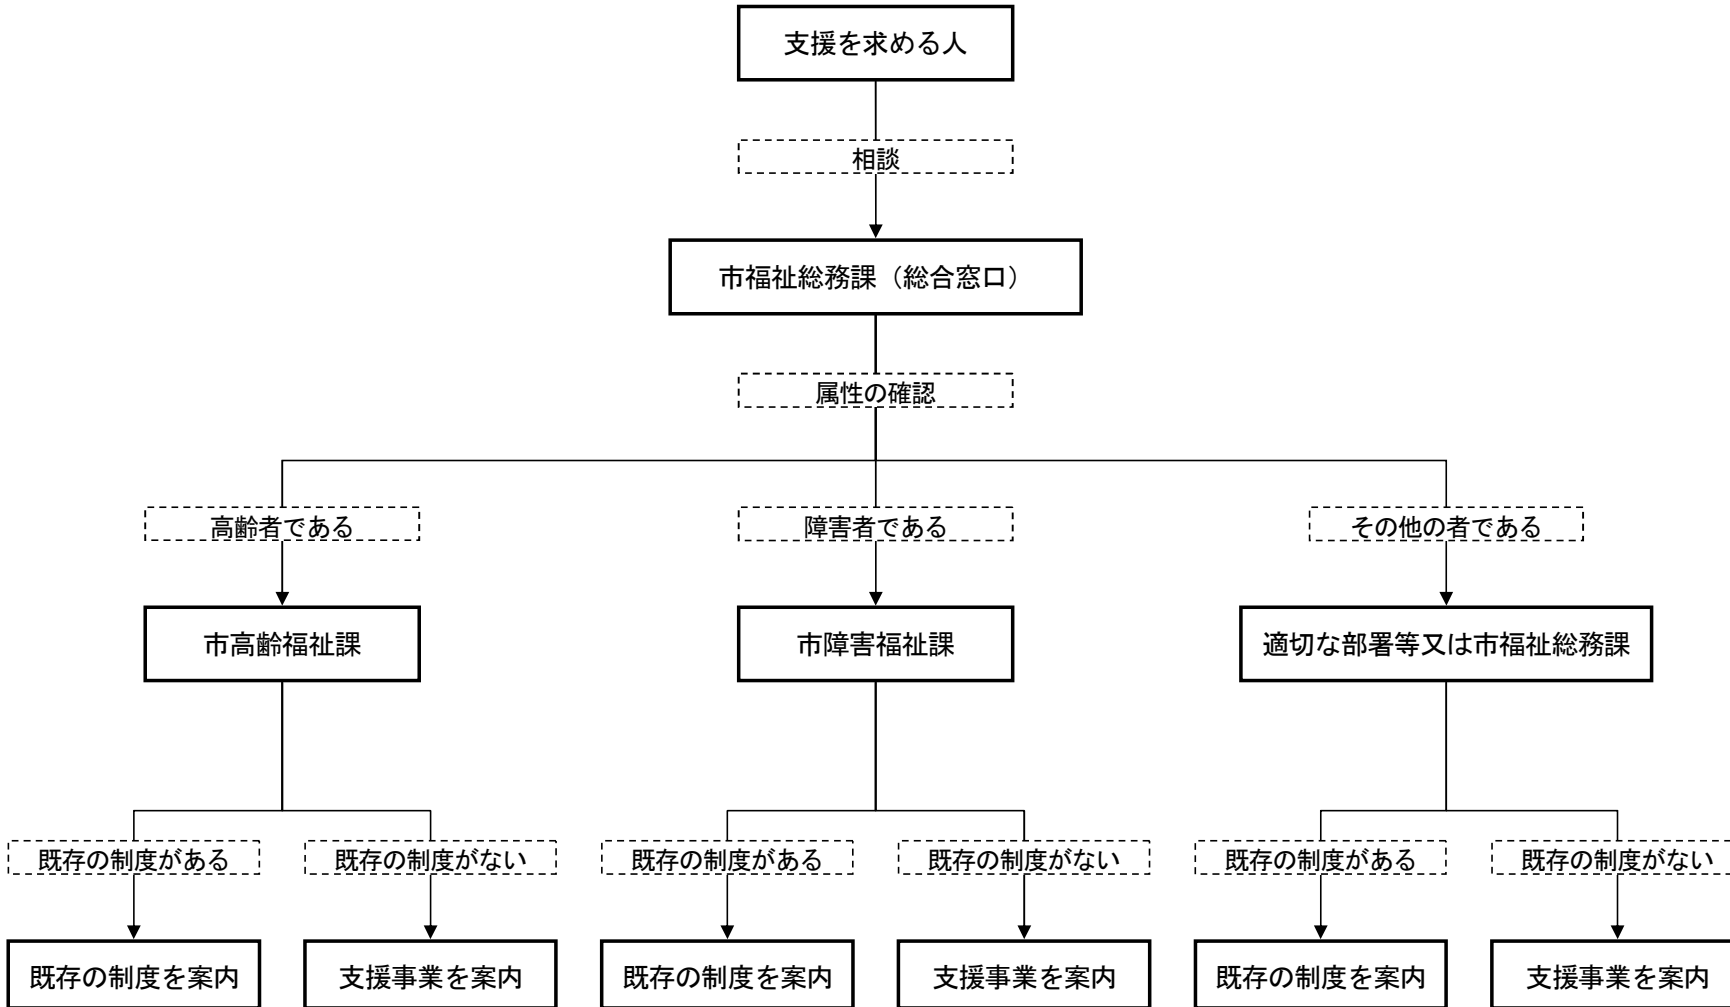 支援を求める人
相談
市福祉総務課（総合窓口）
属性の確認
高齢者である
障害者である
その他の者である
市高齢福祉課
市障害福祉課
適切な部署等又は市福祉総務課
既存の制度がある
既存の制度がない
既存の制度がある
既存の制度がない
既存の制度がある
既存の制度がない
既存の制度を案内
支援事業を案内
既存の制度を案内
支援事業を案内
既存の制度を案内
支援事業を案内